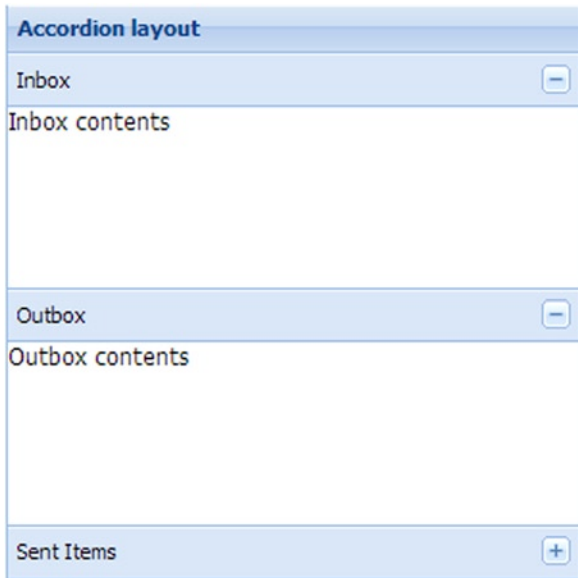 Accordion layout
Inbox
Inbox contents
Outbox
Outbox contents
Sent Items